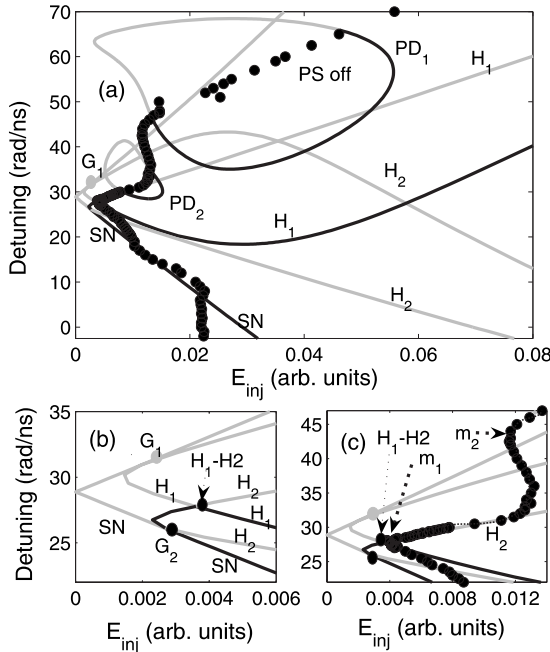 70
60
50
40
30
20
10
0
(a)
PS off
PD1
H1
G1
PD2
H2
H1
SN
H2
SN
0
0.02
0.04
0.06
0.08
Detuning (rad/ns)
Einj (arb. units)
(b)
35
30
25
G1
H1-H2
H1
H2
SN
G2
H2
SN
0
0.002
0.004
0.006
Detuning (rad/ns)
Einj (arb. units)
(c)
45
40
35
30
25
H1-H2
m1
m2
H2
0
0.004
0.008
0.012
Einj (arb. units)